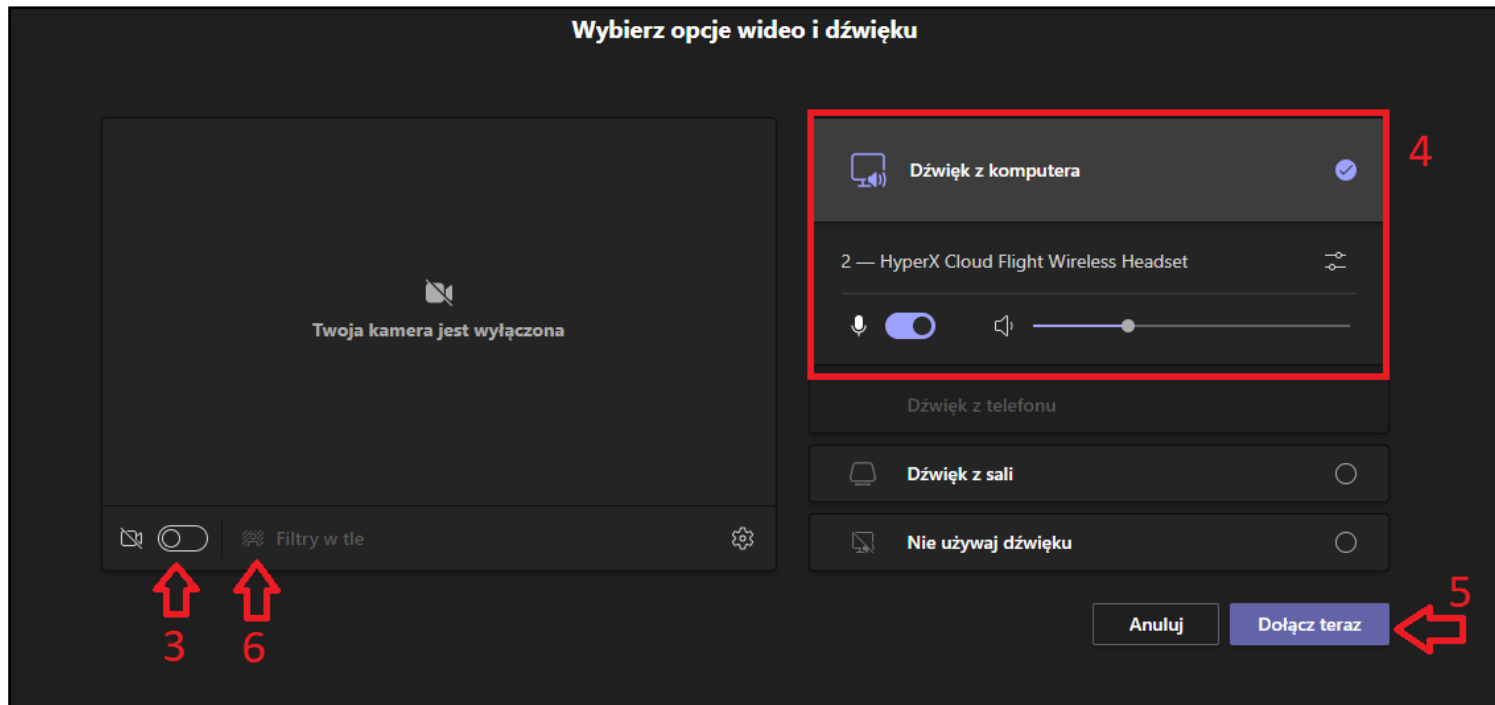 Wybierz opcje wideo i dźwięku
Twoja kamera jest wyłączona
Filtry w tle
3
6
Dźwięk z komputera
4
2 — HyperX Cloud Flight Wireless Headset
Dźwięk z telefonu
Dźwięk z sali
Nie używaj dźwięku
Anuluj
Dołącz teraz
5